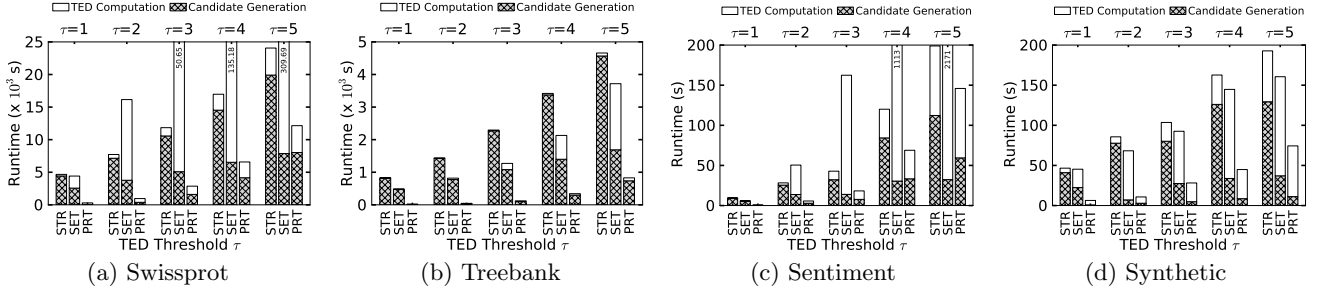 TED Computation Candidate Generation
τ=1 τ=2 τ=3 τ=4 τ=5
Runtime (x 10³ s)
25
20
15
10
5
0
50.65
135.18
309.69
STR SET PRT STR SET PRT STR SET PRT STR SET PRT STR SET PRT
TED Threshold τ
(a) Swissprot
TED Computation Candidate Generation
τ=1 τ=2 τ=3 τ=4 τ=5
Runtime (x 10³ s)
5
4
3
2
1
0
STR SET PRT STR SET PRT STR SET PRT STR SET PRT STR SET PRT
TED Threshold τ
(b) Treebank
TED Computation Candidate Generation
τ=1 τ=2 τ=3 τ=4 τ=5
Runtime (s)
200
150
100
50
0
1113
2171
STR SET PRT STR SET PRT STR SET PRT STR SET PRT STR SET PRT
TED Threshold τ
(c) Sentiment
TED Computation Candidate Generation
τ=1 τ=2 τ=3 τ=4 τ=5
Runtime (s)
200
150
100
50
0
STR SET PRT STR SET PRT STR SET PRT STR SET PRT STR SET PRT
TED Threshold τ
(d) Synthetic